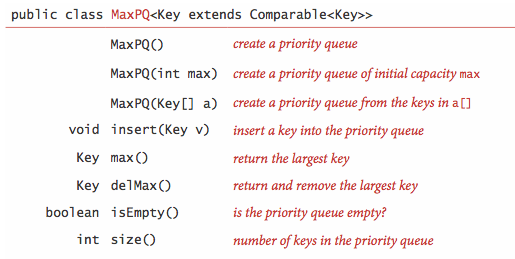 public class MaxPQ<Key extends Comparable<Key>>
MaxPQ() create a priority queue
MaxPQ(int max) create a priority queue of initial capacity max
MaxPQ(Key[] a) create a priority queue from the keys in a[]
void insert(Key v) insert a key into the priority queue
Key max() return the largest key
Key delMax() return and remove the largest key
boolean isEmpty() is the priority queue empty?
int size() number of keys in the priority queue